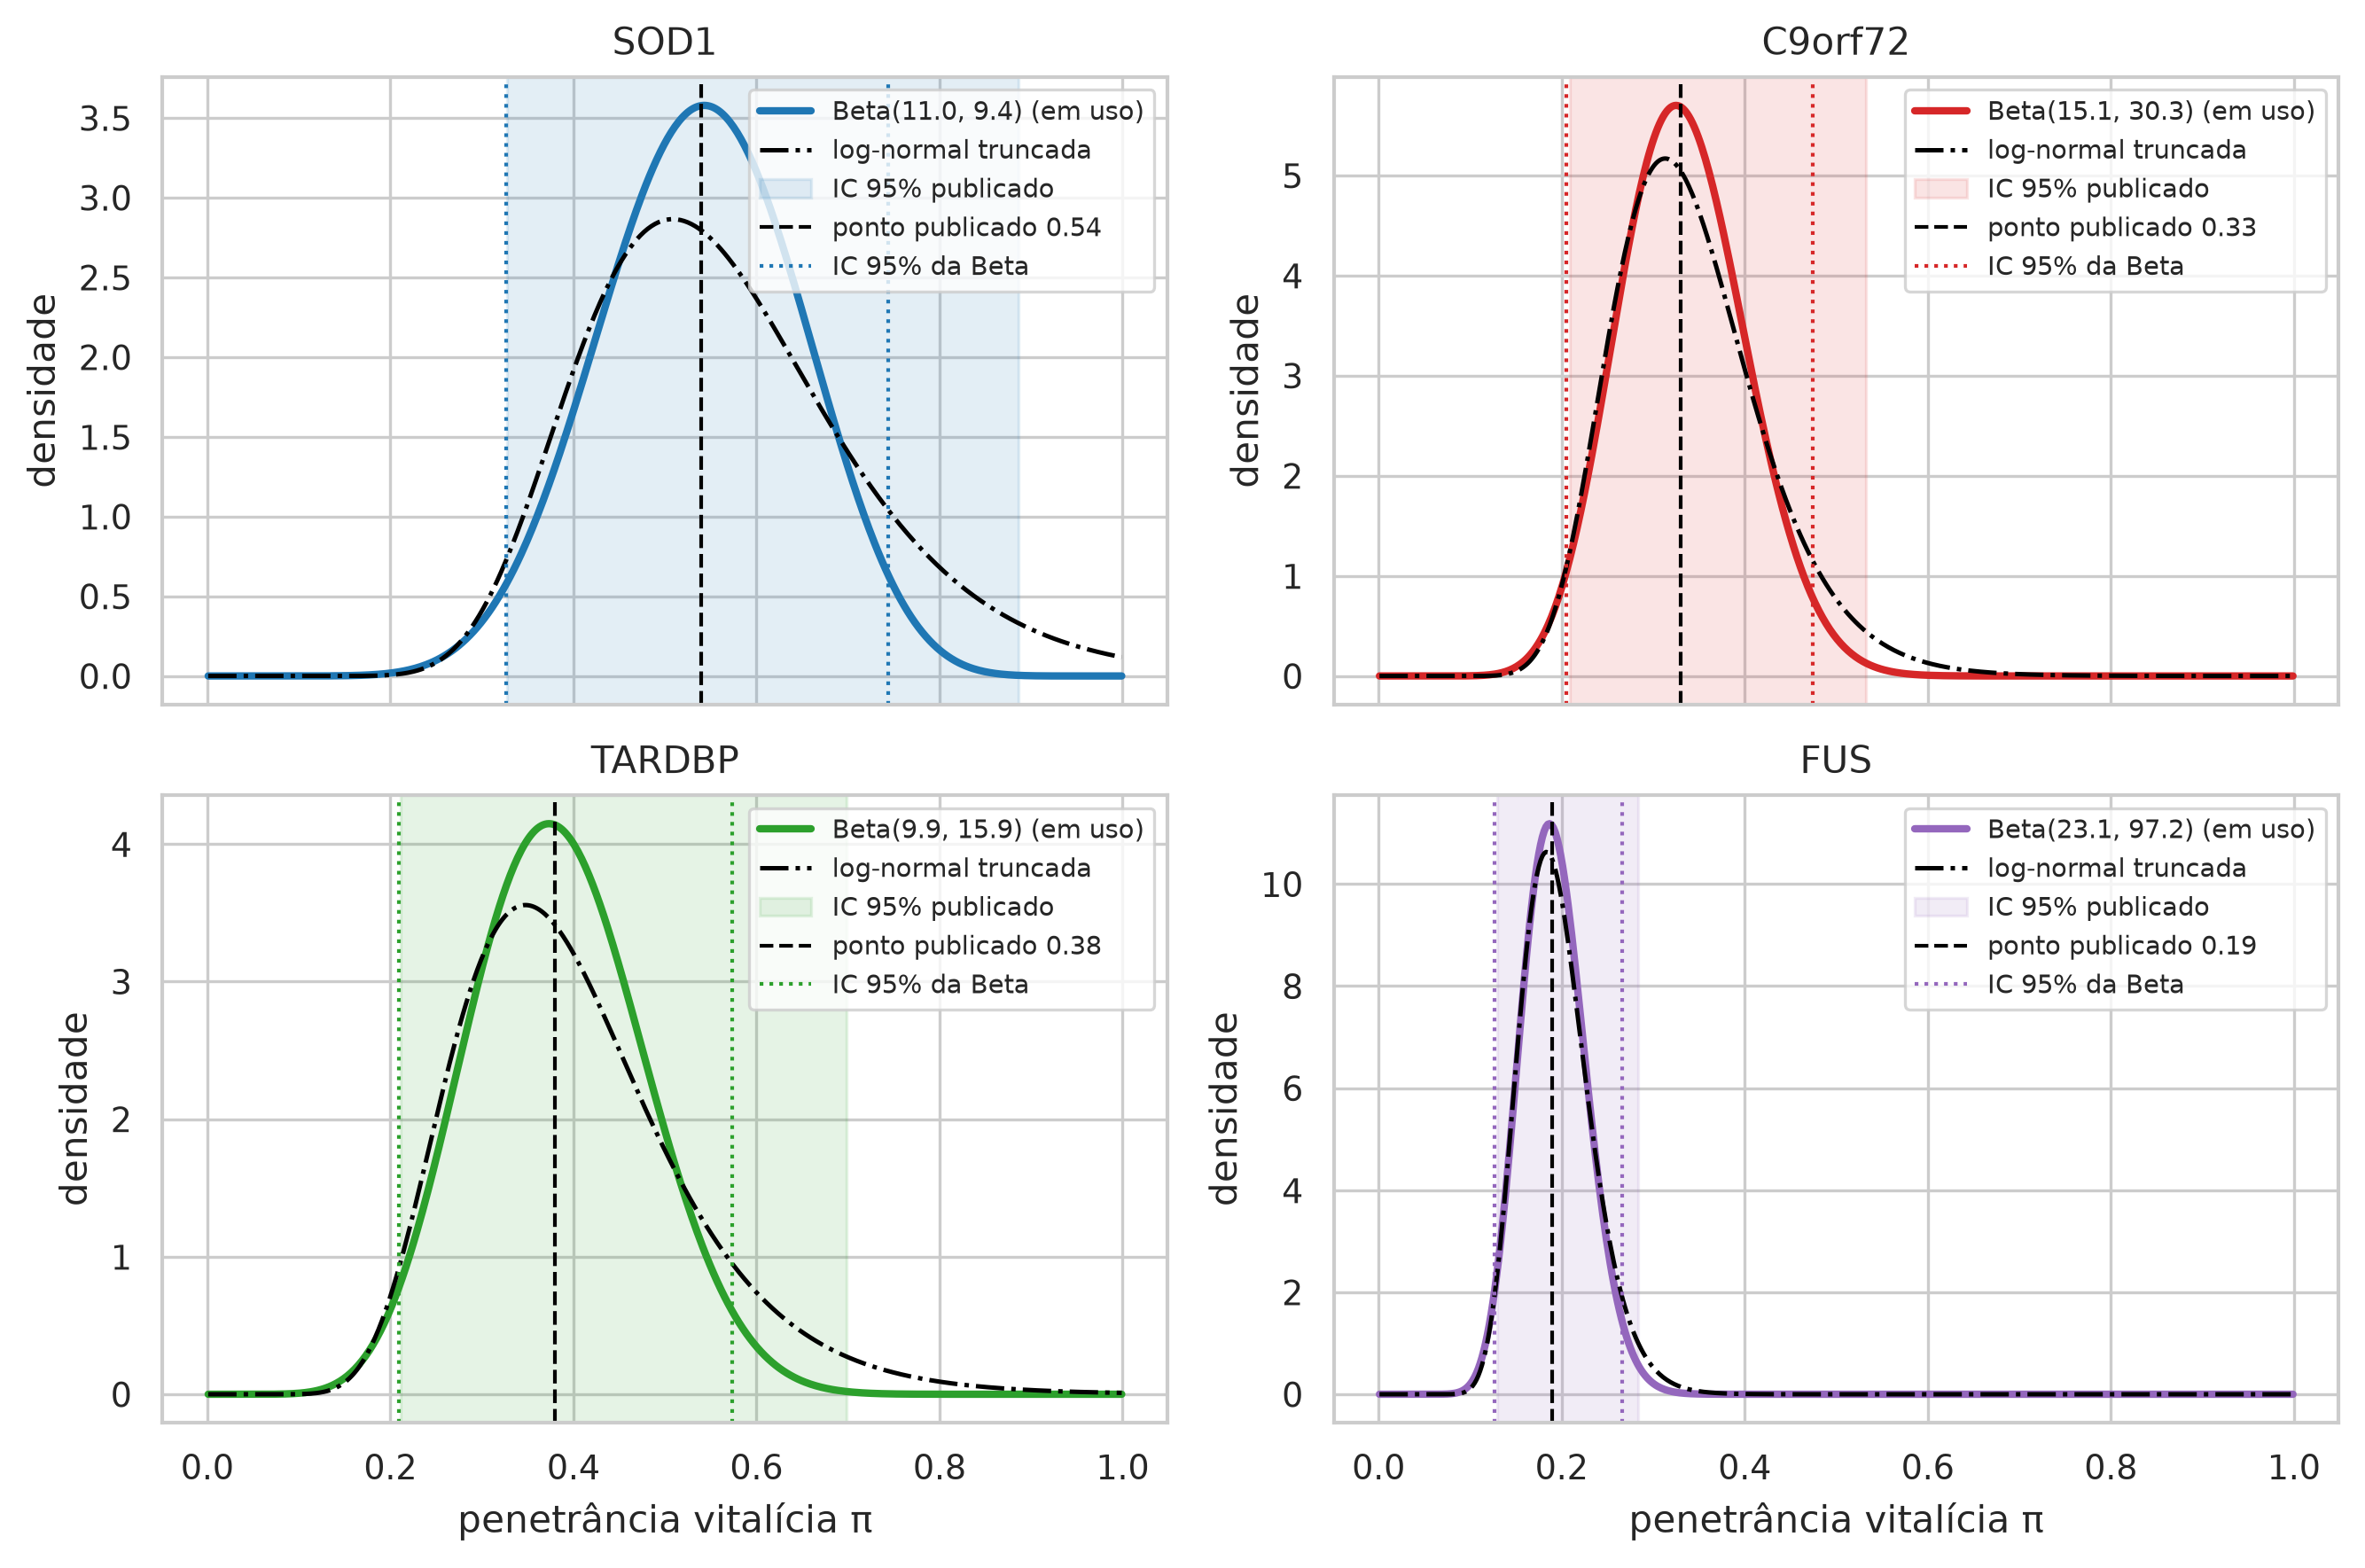 SOD1
densidade
3.5
3.0
2.5
2.0
1.5
1.0
0.5
0.0
Beta(11.0, 9.4) (em uso)
log-normal truncada
IC 95% publicado
ponto publicado 0.54
IC 95% da Beta
C9orf72
densidade
5
4
3
2
1
0
Beta(15.1, 30.3) (em uso)
log-normal truncada
IC 95% publicado
ponto publicado 0.33
IC 95% da Beta
TARDBP
densidade
4
3
2
1
0
Beta(9.9, 15.9) (em uso)
log-normal truncada
IC 95% publicado
ponto publicado 0.38
IC 95% da Beta
0.0 0.2 0.4 0.6 0.8 1.0
penetrância vitalícia π
FUS
densidade
10
8
6
4
2
0
Beta(23.1, 97.2) (em uso)
log-normal truncada
IC 95% publicado
ponto publicado 0.19
IC 95% da Beta
0.0 0.2 0.4 0.6 0.8 1.0
penetrância vitalícia π